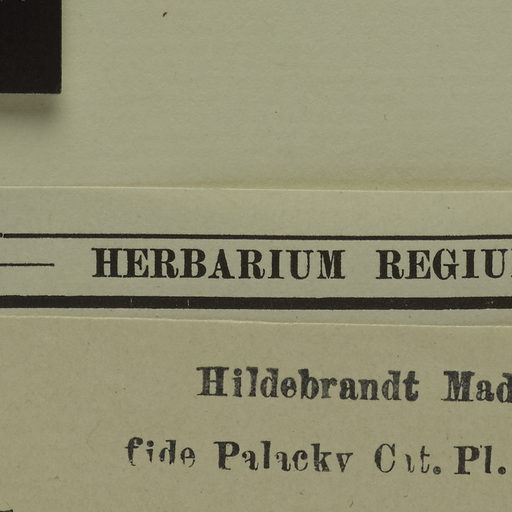 HERBARIUM REGIU
Hildebrandt Mad
fide Palacky Cat. Pl.